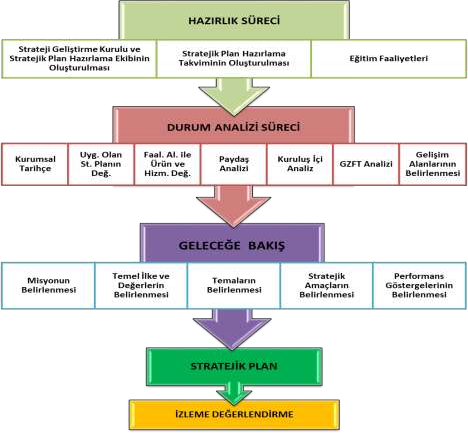 HAZIRLIK SÜRECİ
Strateji Geliştirme Kurulu ve
Stratejik Plan Hazırlama Ekibinin
Oluşturulması
Stratejik Plan Hazırlama
Takviminin Oluşturulması
Eğitim Faaliyetleri
DURUM ANALİZİ SÜRECİ
Kurumsal
Tarihçe
Uyg. Olan
St. Planın
Değ.
Faal. Al. ile
Ürün ve
Hizm. Değ.
Paydaş
Analizi
Kuruluş İçi
Analiz
GZFT Analizi
Gelişim
Alanlarının
Belirlenmesi
GELECEĞE BAKIŞ
Misyonun
Belirlenmesi
Temel İlke ve
Değerlerin
Belirlenmesi
Temaların
Belirlenmesi
Stratejik
Amaçların
Belirlenmesi
Performans
Göstergelerinin
Belirlenmesi
STRATEJİK PLAN
İZLEME DEĞERLENDİRME